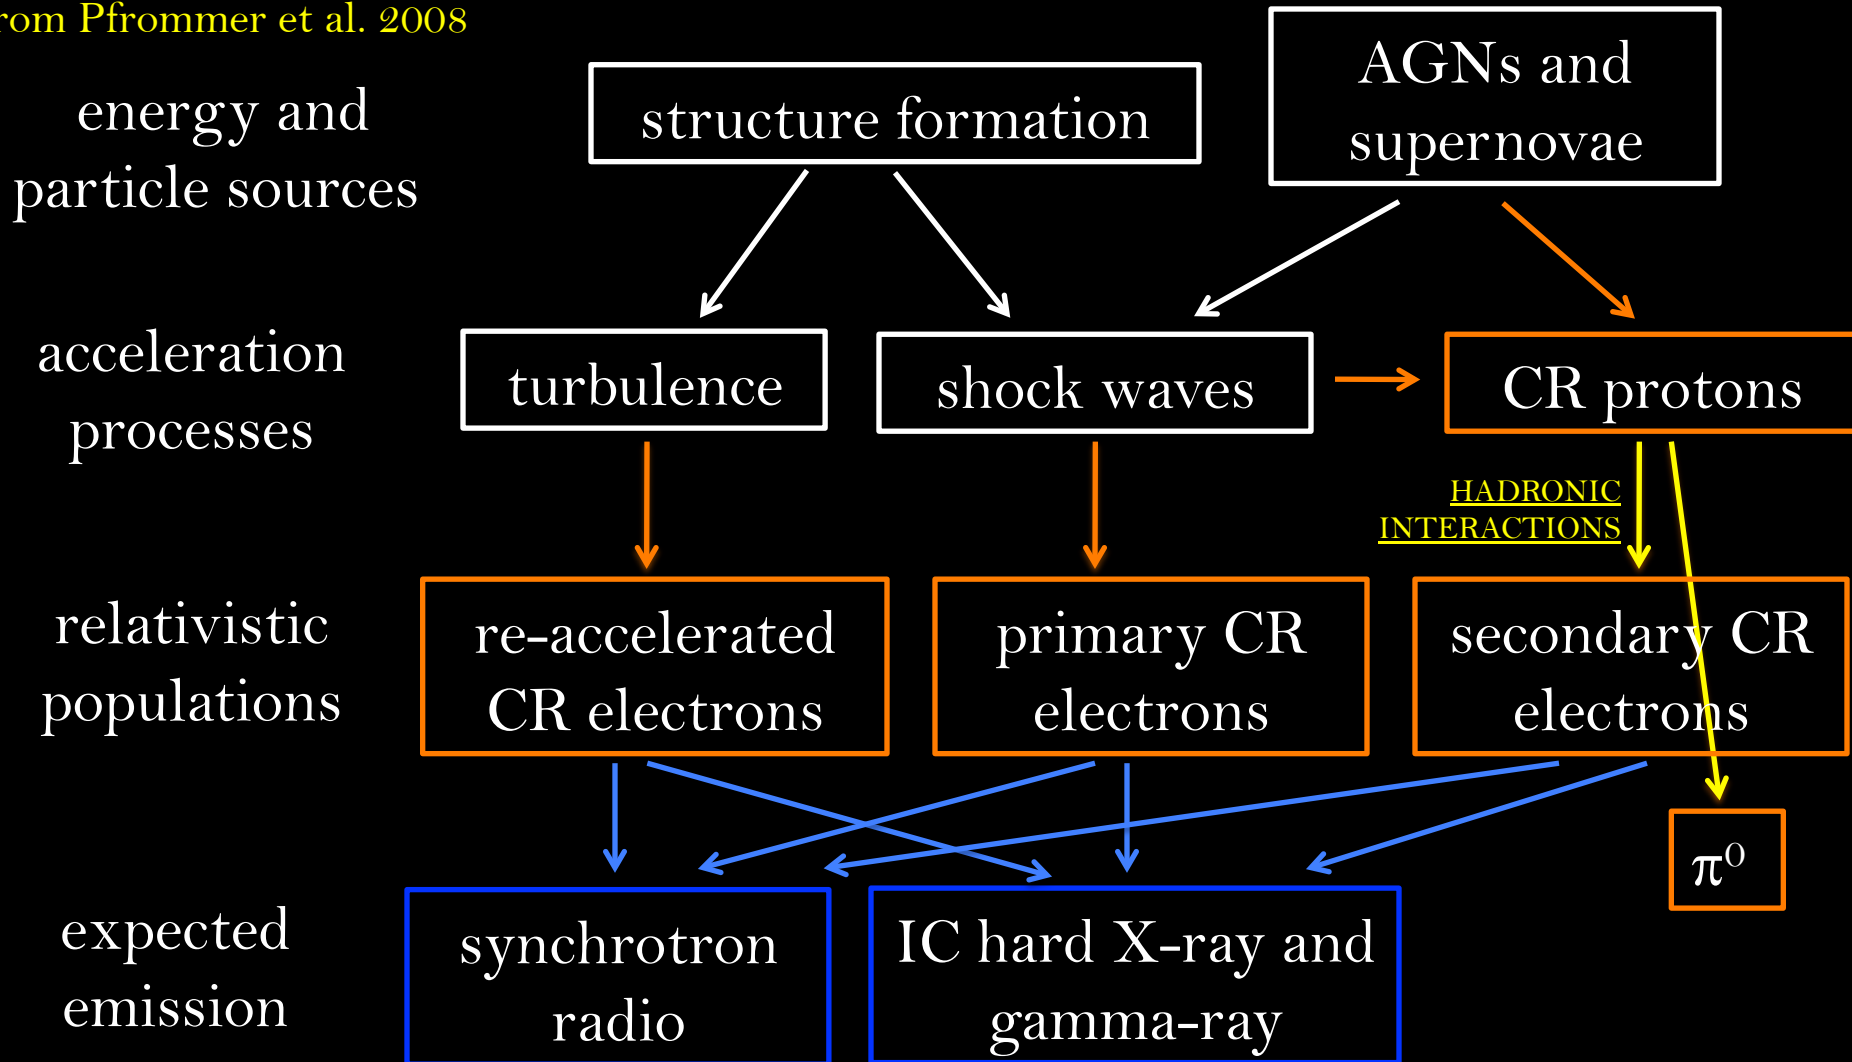 rom Pfrommer et al. 2008
energy and
particle sources
structure formation
AGNs and
supernovae
acceleration
processes
turbulence
shock waves
CR protons
HADRONIC
INTERACTIONS
relativistic
populations
re-accelerated
CR electrons
primary CR
electrons
secondary CR
electrons
π⁰
expected
emission
synchrotron
radio
IC hard X-ray and
gamma-ray